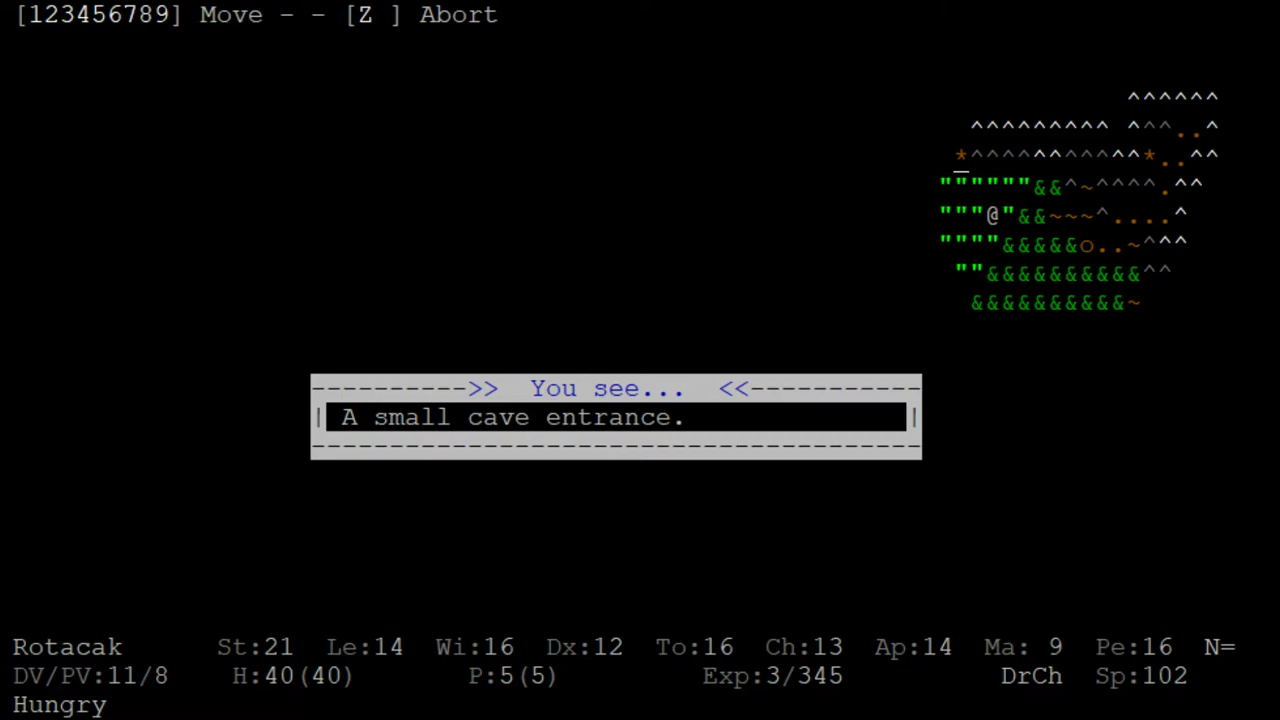 [123456789] Move - - [Z ] Abort
^^^^^^
^^^^^^^^^ ^^^..^
*^^^^^^^^^^^*..^^
""""""&&^~^^^^.^^
"""@"&&~~~^....^
""""&&&&&o..~^^^
""&&&&&&&&&&^^
&&&&&&&&&&~
---------->> You see... <<-----------
| A small cave entrance. |
--------------------------------------
Rotacak St:21 Le:14 Wi:16 Dx:12 To:16 Ch:13 Ap:14 Ma: 9 Pe:16 N=
DV/PV:11/8 H:40(40) P:5(5) Exp:3/345 DrCh Sp:102
Hungry